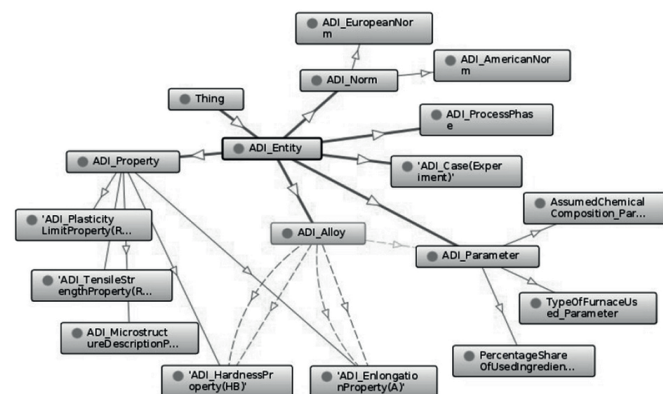 ADI_EuropeanNor
m
ADI_AmericanNor
m
ADI_Norm
Thing
ADI_ProcessPhas
e
ADI_Entity
ADI_Property
'ADI_Case(Exper
iment)'
AssumedChemical
Composition_Par...
'ADI_Plasticity
LimitProperty(R...
ADI_Alloy
ADI_Parameter
'ADI_TensileStr
engthProperty(R...
TypeOfFurnaceUs
ed_Parameter
ADI_Microstruct
ureDescriptionP...
PercentageShare
OfUsedIngredien...
'ADI_HardnessPr
operty(HB)'
'ADI_Enlongatio
nProperty(A)'